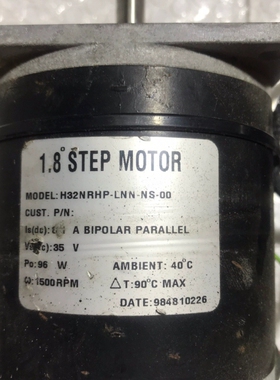 1.8° STEP MOTOR
MODEL: H32NRHP-LNN-NS-00
CUST. P/N:
A BIPOLAR PARALLEL
35 V
Po: 96 W AMBIENT: 40°C
1500RPM △T:90°C MAX
DATE: 984810226